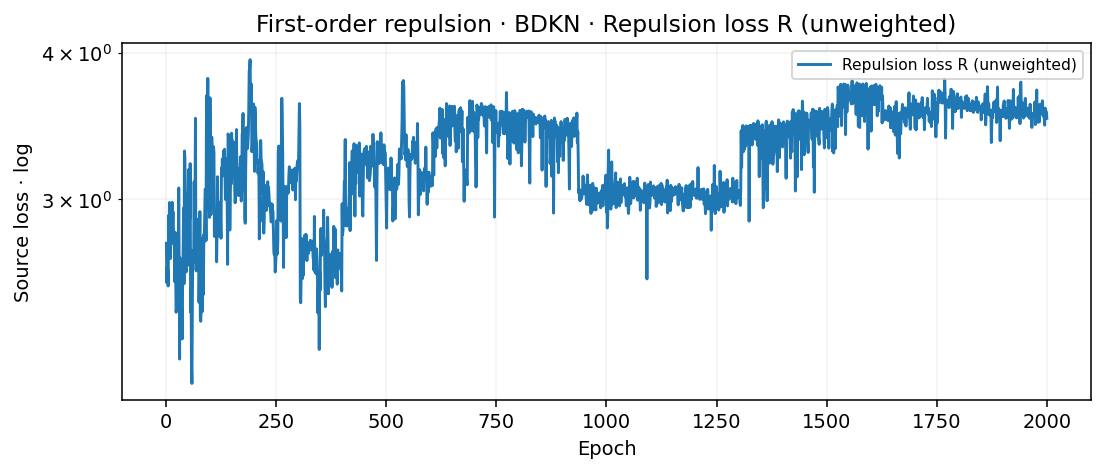 First-order repulsion · BDKN · Repulsion loss R (unweighted)
Repulsion loss R (unweighted)
4 × 10⁰
3 × 10⁰
Source loss · log
0 250 500 750 1000 1250 1500 1750 2000
Epoch